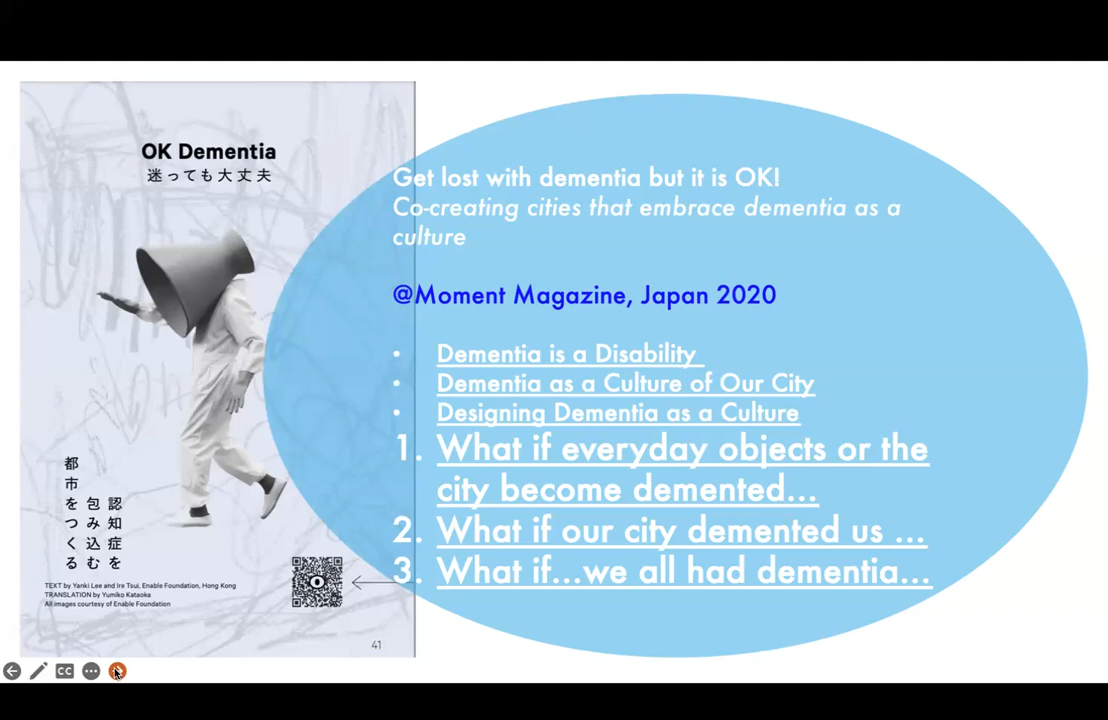 OK Dementia
迷っても大丈夫
認知症を
包み込む
都市をつくる
TEXT by Yanki Lee and Ire Tsui, Enable Foundation, Hong Kong
TRANSLATION by Yumiko Kataoka
All images courtesy of Enable Foundation
41
Get lost with dementia but it is OK!
Co-creating cities that embrace dementia as a
culture
@Moment Magazine, Japan 2020
• Dementia is a Disability
• Dementia as a Culture of Our City
• Designing Dementia as a Culture
1. What if everyday objects or the
city become demented...
2. What if our city demented us ...
3. What if...we all had dementia...
CC